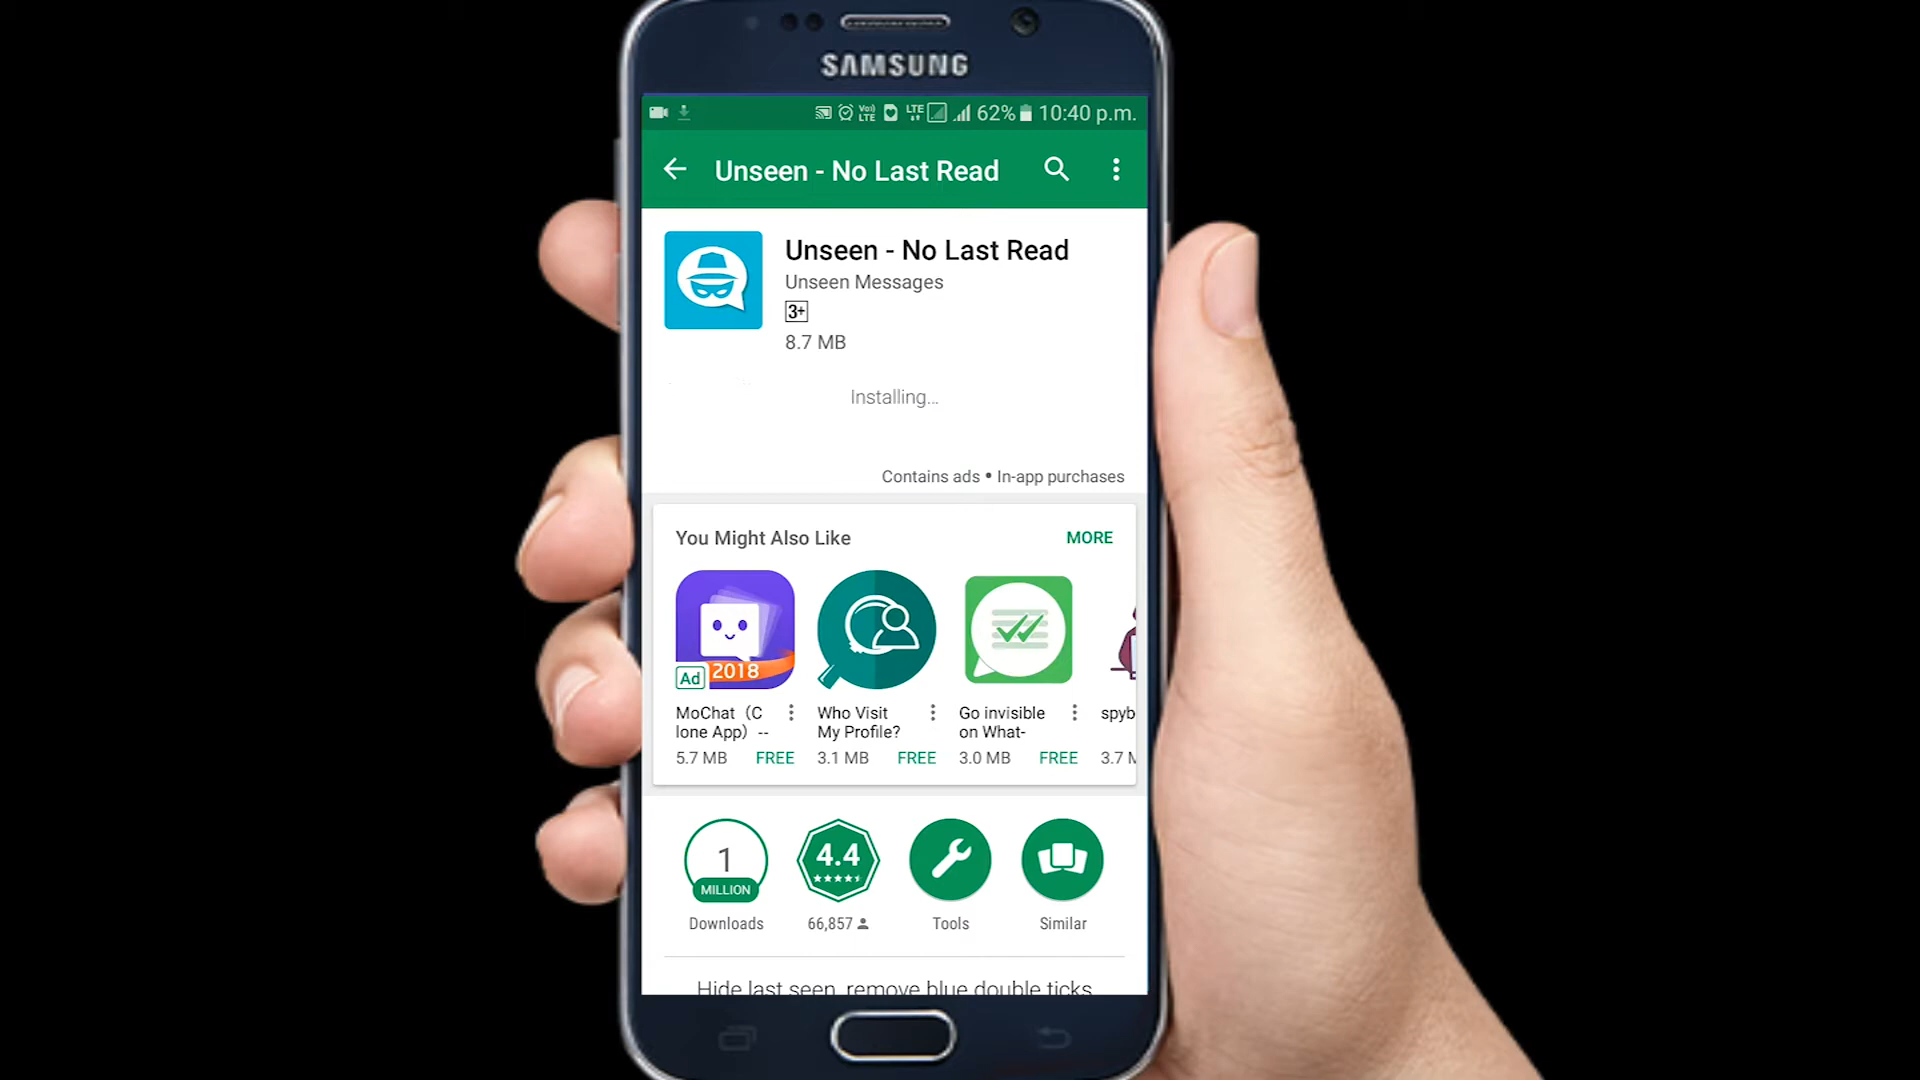 SAMSUNG
Vo) LTE LTE 62% 10:40 p.m.
Unseen - No Last Read
Unseen - No Last Read
Unseen Messages
3+
8.7 MB
Installing...
Contains ads • In-app purchases
You Might Also Like MORE
Ad 2018
MoChat (C
lone App) --
5.7 MB FREE
Who Visit
My Profile?
3.1 MB FREE
Go invisible
on What-
3.0 MB FREE
spyb
3.7 M
1
MILLION
Downloads
4.4
66,857
Tools
Similar
Hide last seen, remove blue double ticks